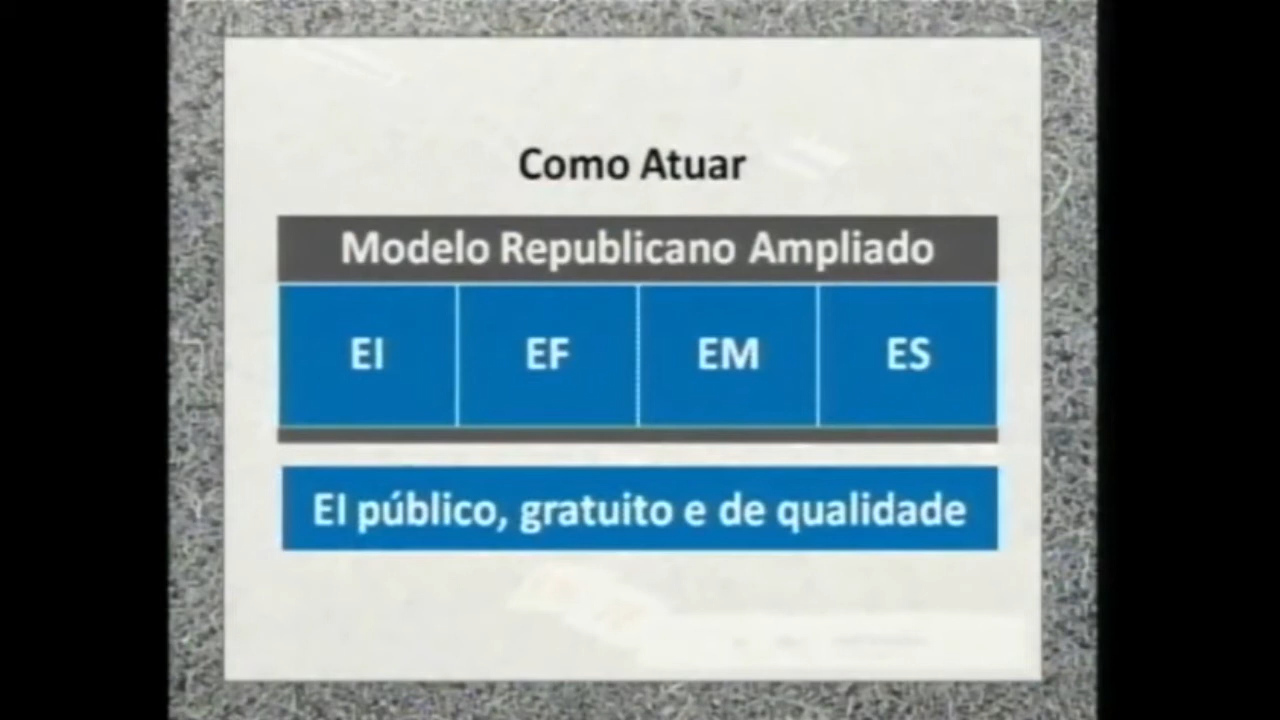 Como Atuar
Modelo Republicano Ampliado
EI EF EM ES
EI público, gratuito e de qualidade